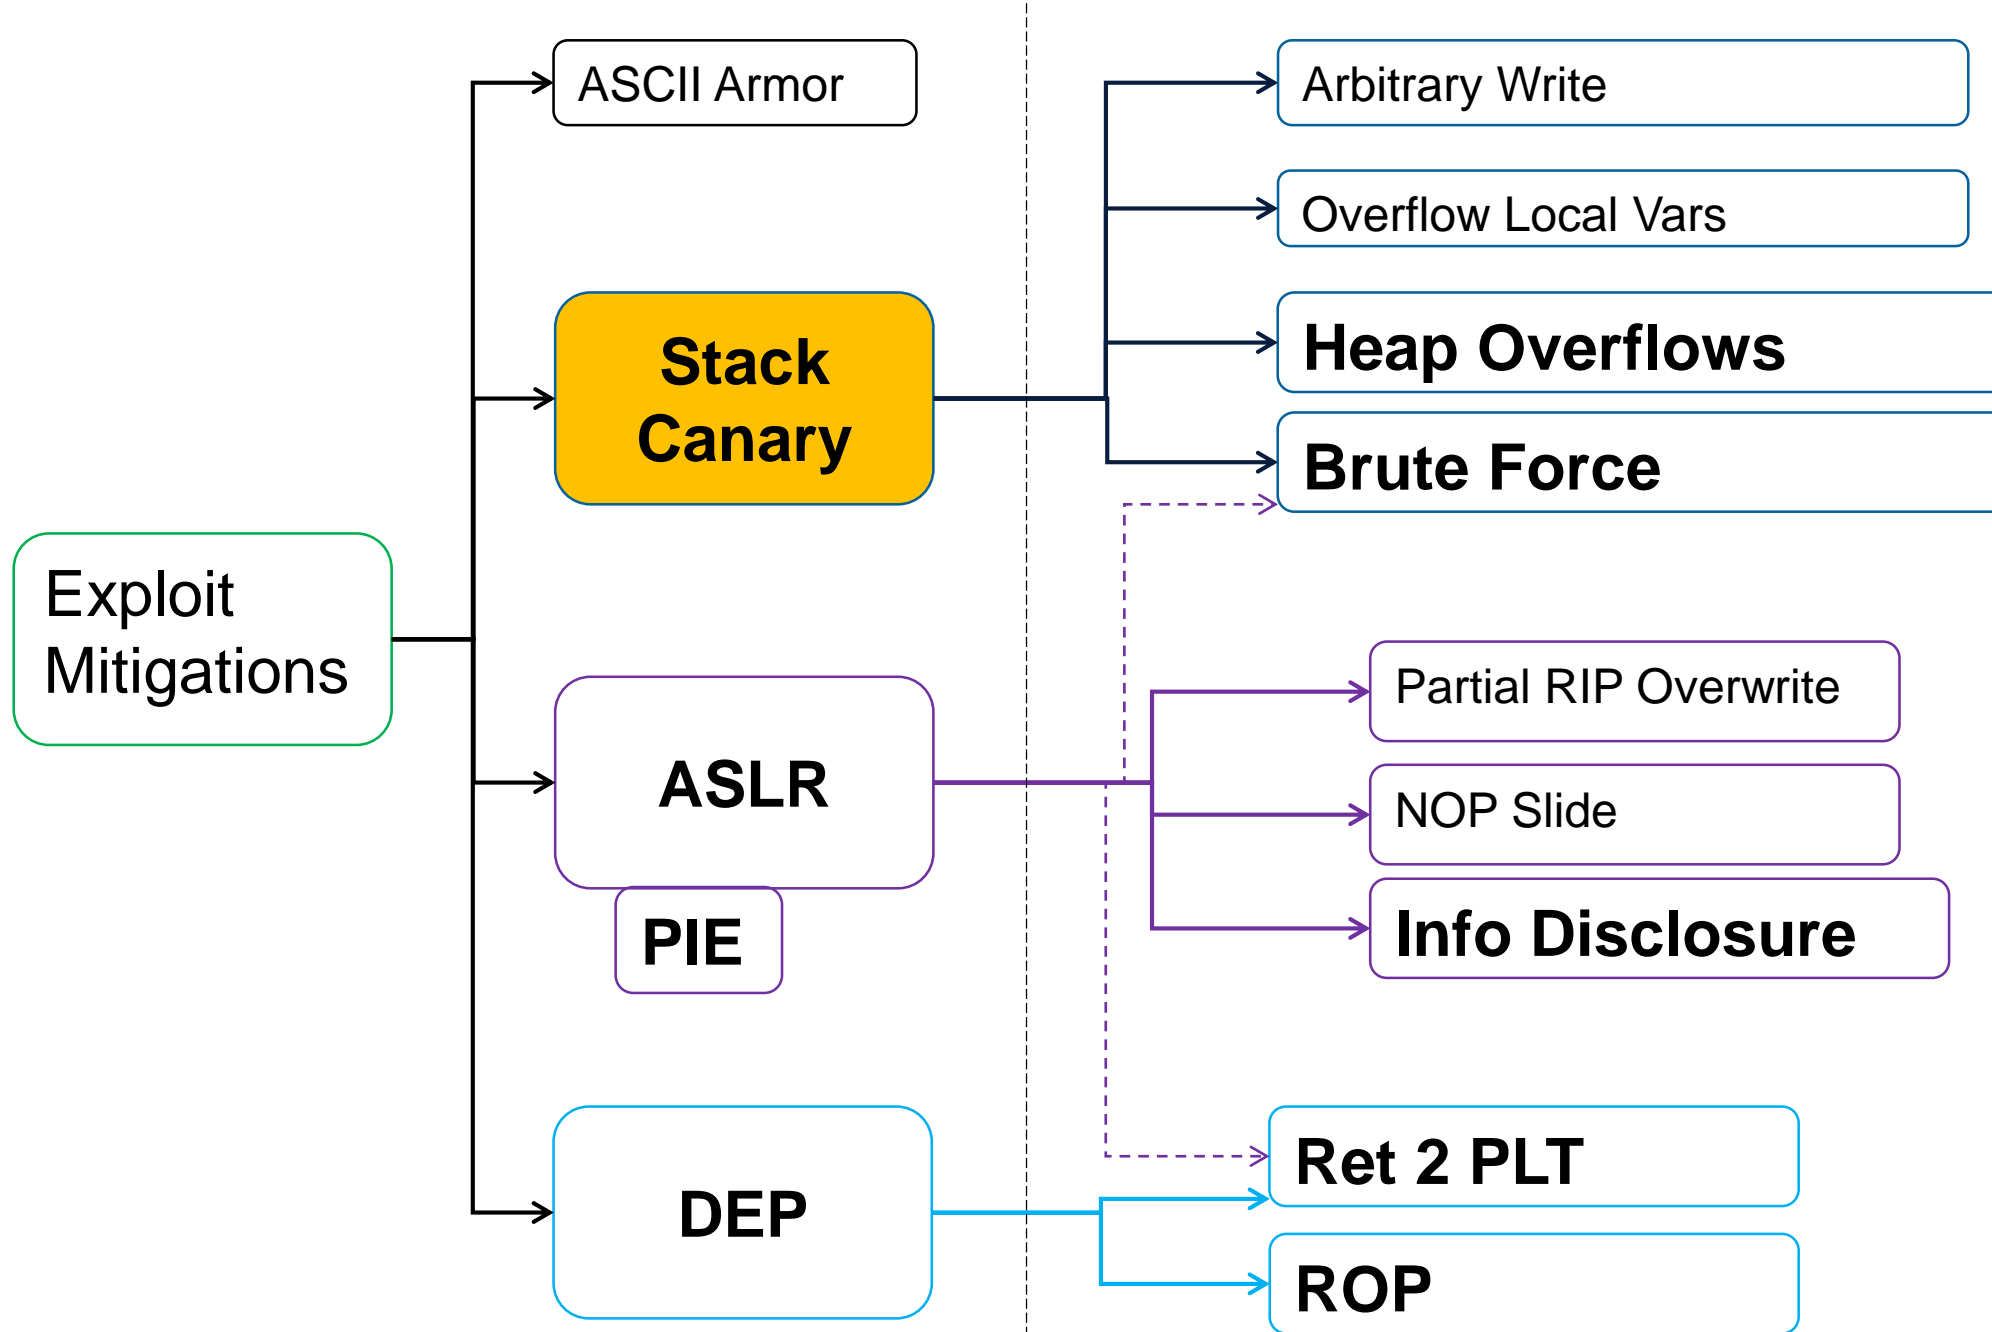 ASCII Armor
Arbitrary Write
Overflow Local Vars
Stack
Canary
Heap Overflows
Brute Force
Exploit
Mitigations
ASLR
PIE
Partial RIP Overwrite
NOP Slide
Info Disclosure
DEP
Ret 2 PLT
ROP